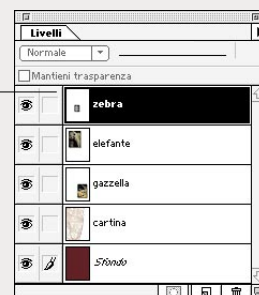 Livelli
Normale
Mantieni trasparenza
zebra
elefante
gazzella
cartina
Sfondo